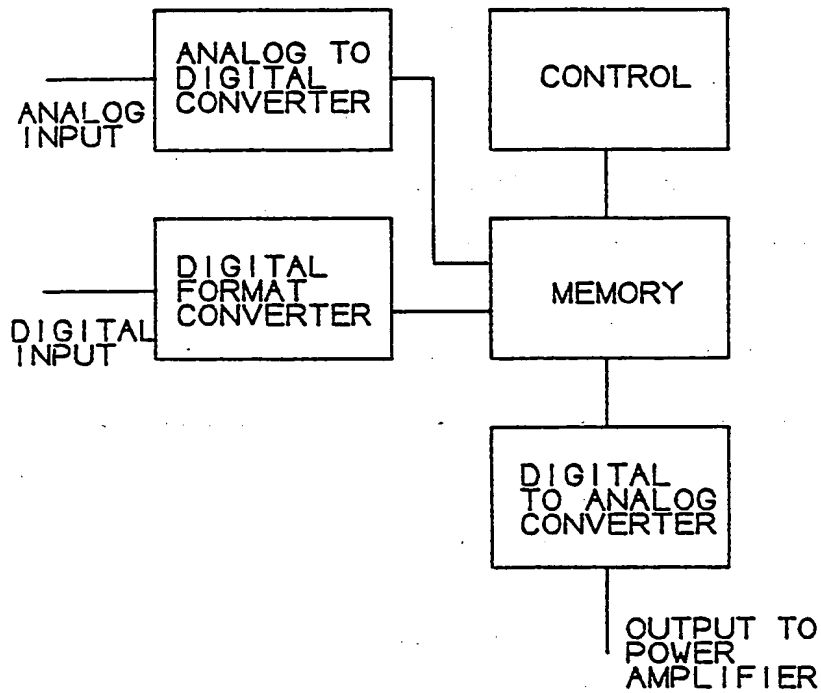 ANALOG TO
DIGITAL
CONVERTER
CONTROL
ANALOG
INPUT
DIGITAL
FORMAT
CONVERTER
MEMORY
DIGITAL
INPUT
DIGITAL
TO ANALOG
CONVERTER
OUTPUT TO
POWER
AMPLIFIER